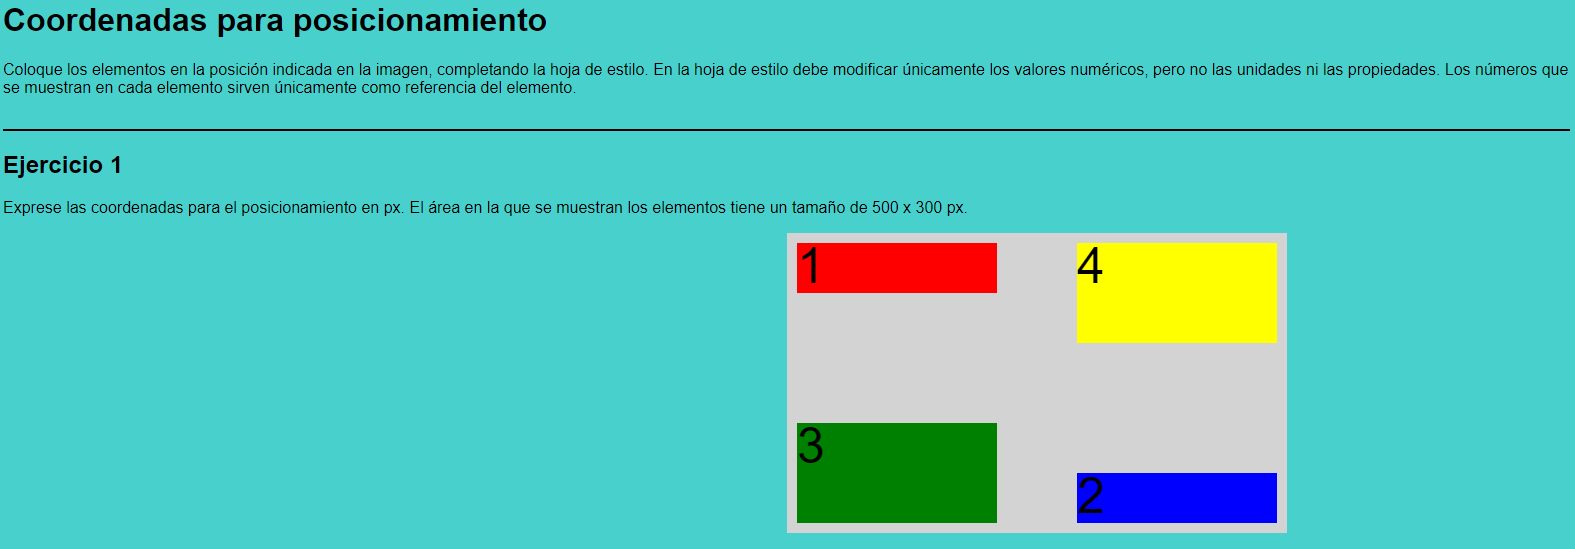 Coordenadas para posicionamiento
Coloque los elementos en la posición indicada en la imagen, completando la hoja de estilo. En la hoja de estilo debe modificar únicamente los valores numéricos, pero no las unidades ni las propiedades. Los números que
se muestran en cada elemento sirven únicamente como referencia del elemento.
Ejercicio 1
Exprese las coordenadas para el posicionamiento en px. El área en la que se muestran los elementos tiene un tamaño de 500 x 300 px.
1
4
3
2